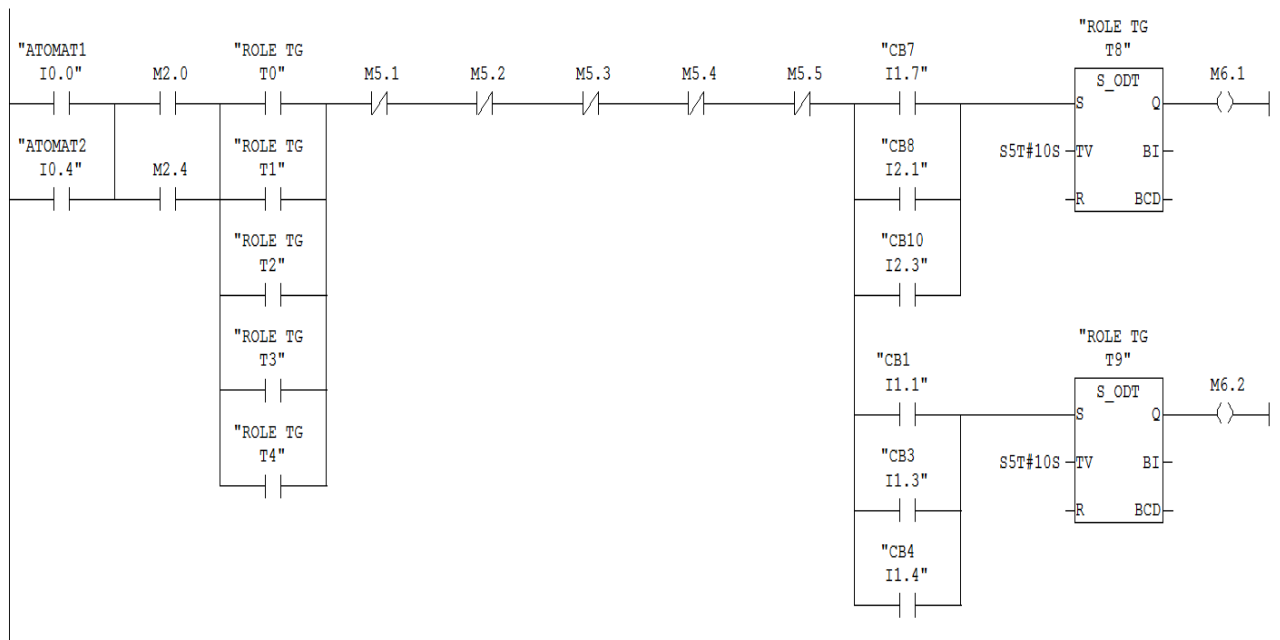 "ATOMAT1
I0.0"
M2.0
"ROLE TG
T0"
M5.1
M5.2
M5.3
M5.4
M5.5
"CB7
I1.7"
"ROLE TG
T8"
S_ODT
S
Q
M6.1
S5T#10S
TV
BI
R
BCD
"ATOMAT2
I0.4"
M2.4
"ROLE TG
T1"
"CB8
I2.1"
"ROLE TG
T2"
"CB10
I2.3"
"ROLE TG
T3"
"CB1
I1.1"
"ROLE TG
T9"
S_ODT
S
Q
M6.2
S5T#10S
TV
BI
R
BCD
"ROLE TG
T4"
"CB3
I1.3"
"CB4
I1.4"